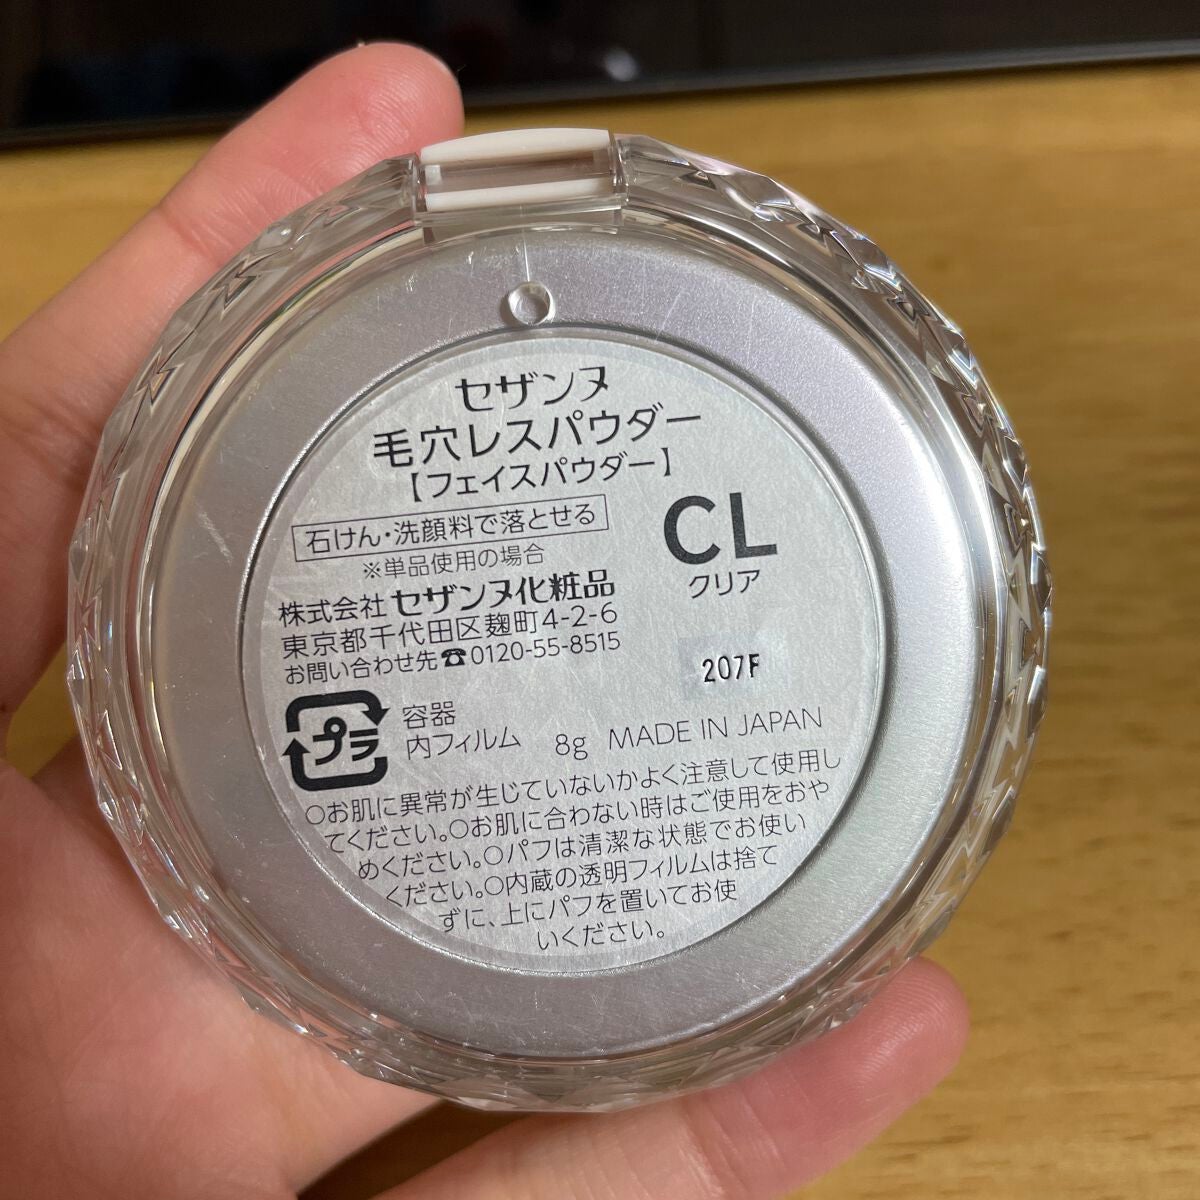 セザンヌ
毛穴レスパウダー
【フェイスパウダー】
石けん・洗顔料で落とせる
※単品使用の場合
CL
クリア
株式会社 セザンヌ化粧品
東京都千代田区麹町4-2-6
お問い合わせ先☎0120-55-8515
207F
プラ
容器
内フィルム 8g MADE IN JAPAN
○お肌に異常が生じていないかよく注意して使用し
てください。○お肌に合わない時はご使用をおや
めください。○パフは清潔な状態でお使い
ください。○内蔵の透明フィルムは捨て
ずに、上にパフを置いてお使
いください。